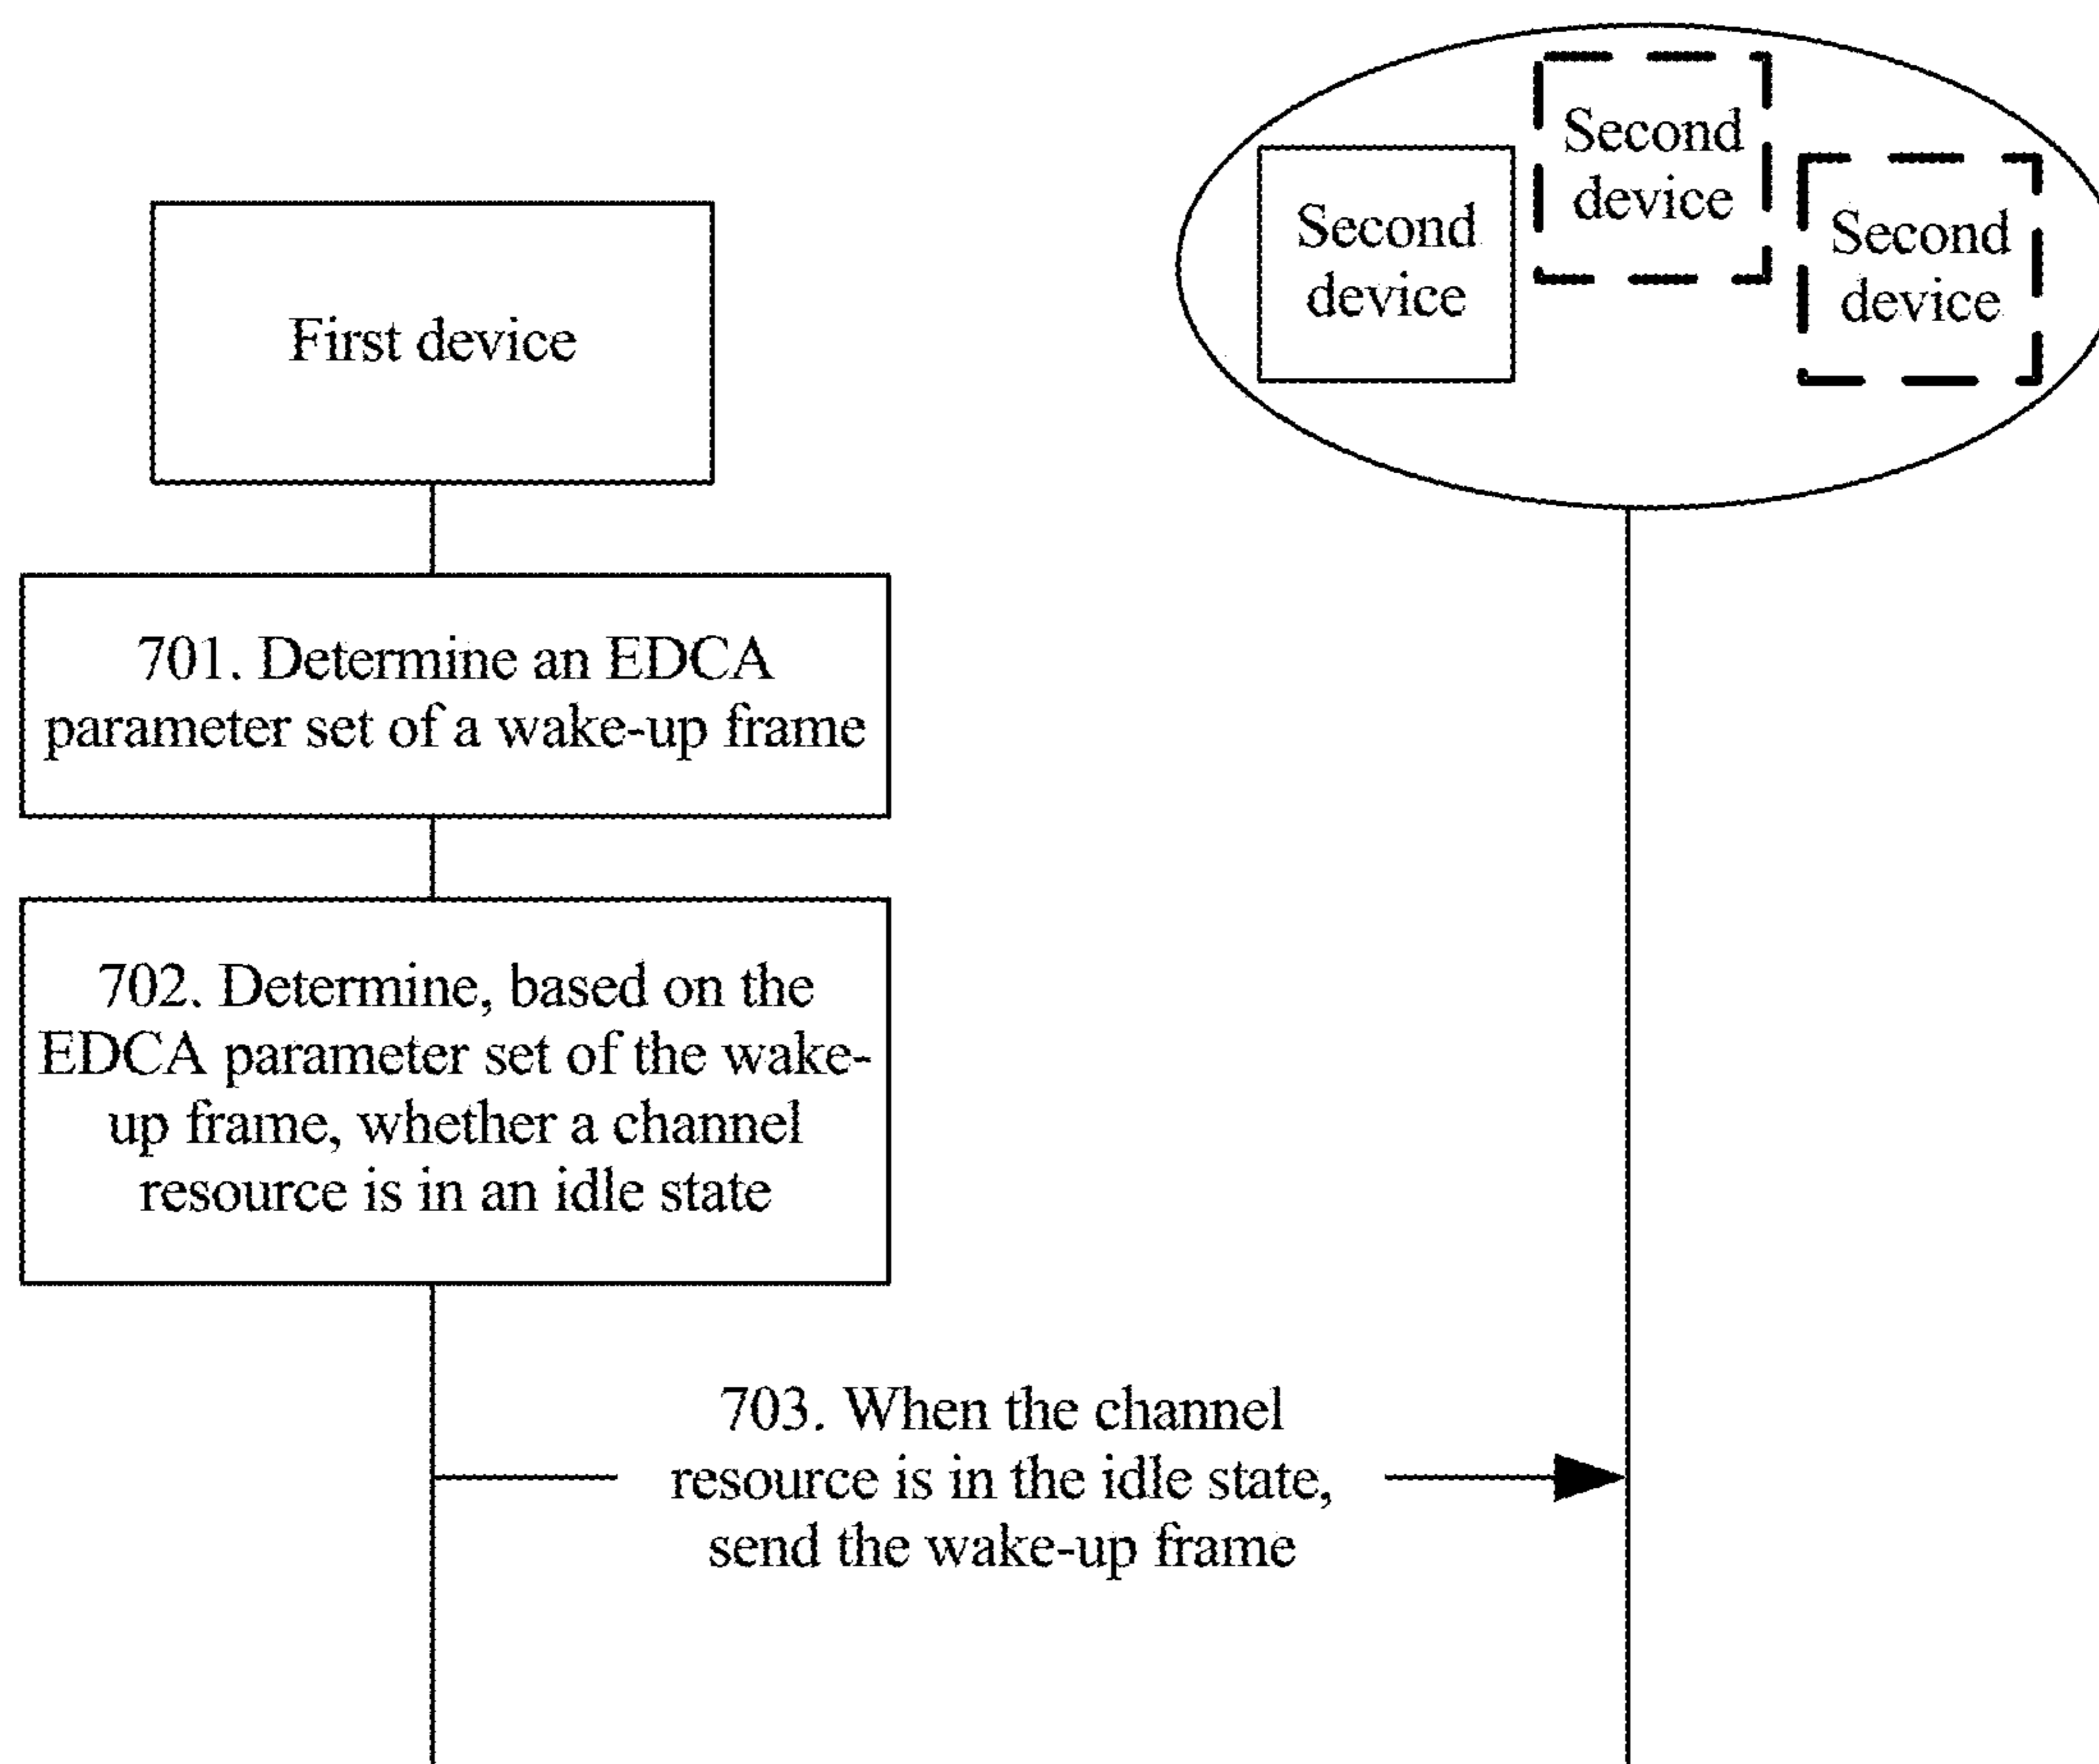 First device
Second
device
Second
device
Second
device
701. Determine an EDCA
parameter set of a wake-up frame
702. Determine, based on the
EDCA parameter set of the wake-
up frame, whether a channel
resource is in an idle state
703. When the channel
resource is in the idle state,
send the wake-up frame